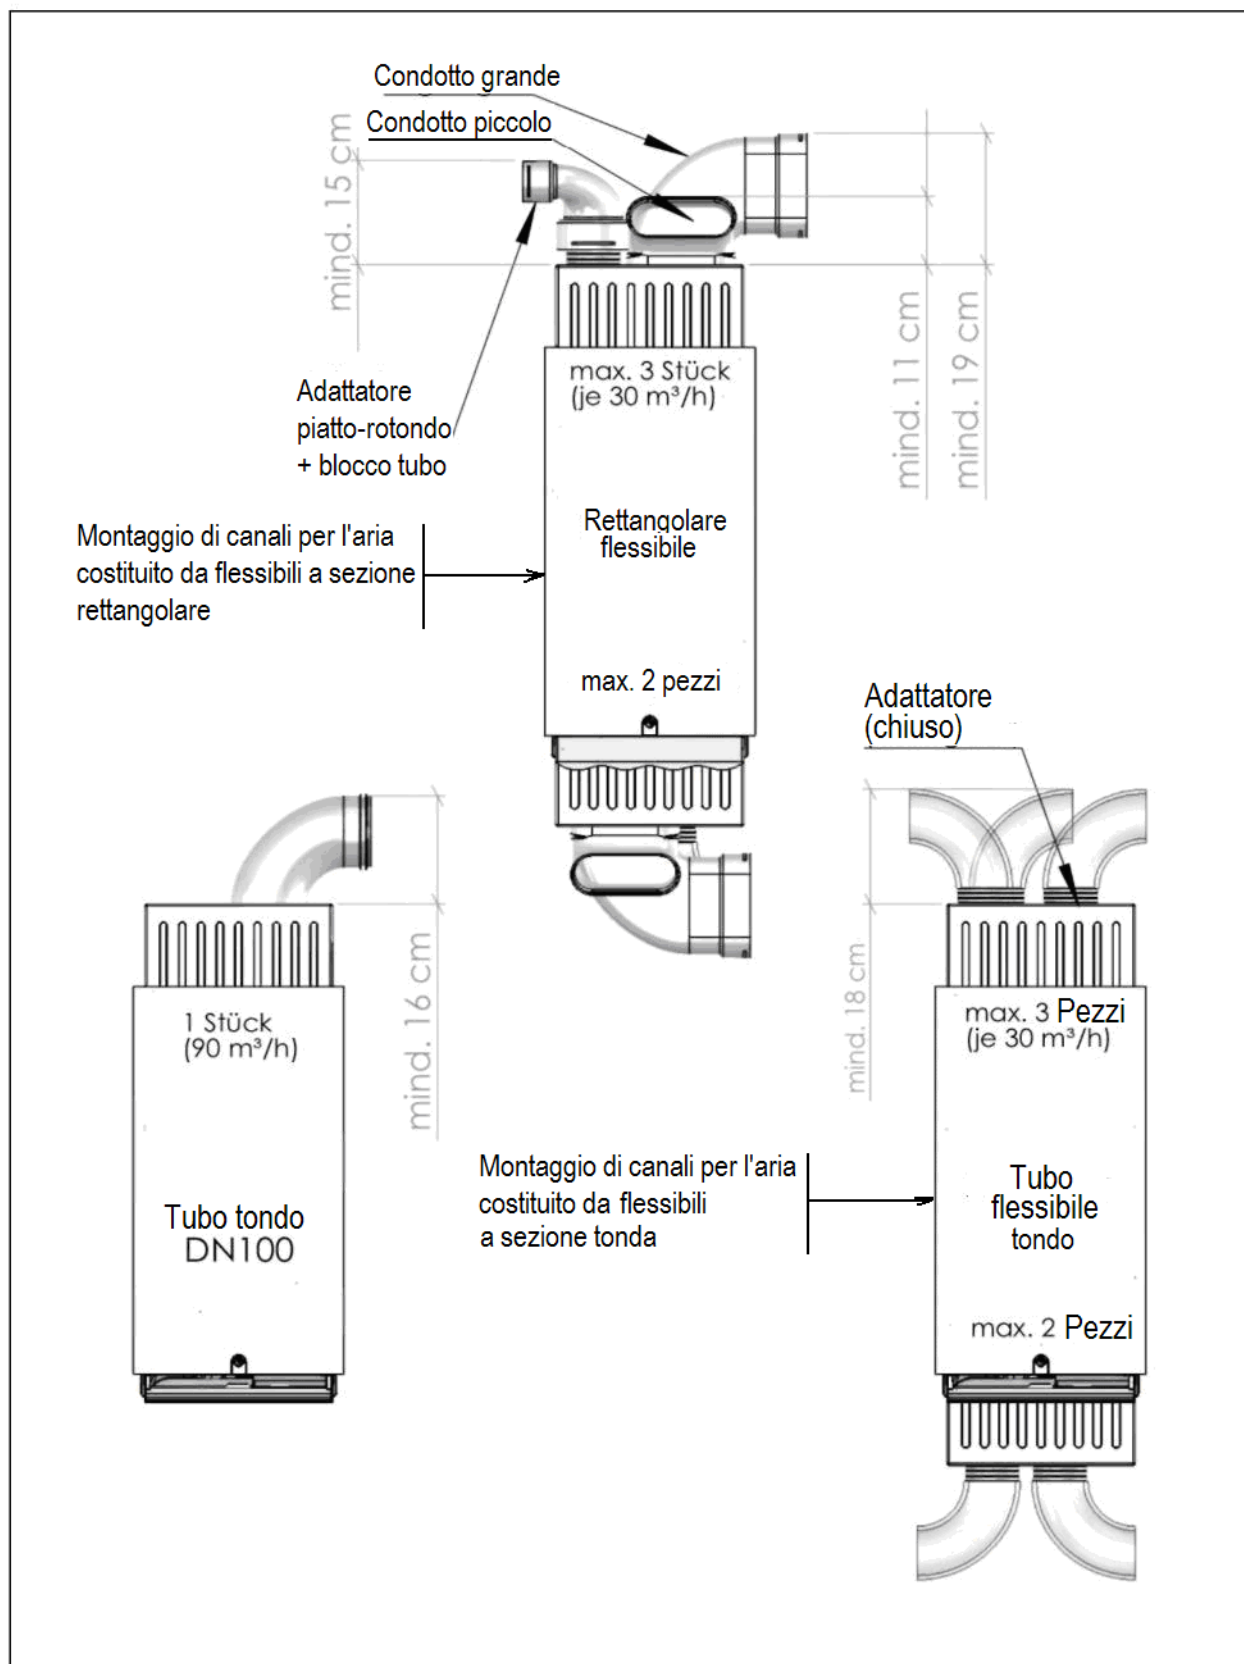 Condotto grande
Condotto piccolo
mind. 15 cm
mind. 11 cm
mind. 19 cm
Adattatore
piatto-rotondo
+ blocco tubo
max. 3 Stück
(je 30 m³/h)
Rettangolare
flessibile
Montaggio di canali per l'aria
costituito da flessibili a sezione
rettangolare
max. 2 pezzi
Adattatore
(chiuso)
mind. 16 cm
mind. 18 cm
1 Stück
(90 m³/h)
Tubo tondo
DN100
max. 3 Pezzi
(je 30 m³/h)
Montaggio di canali per l'aria
costituito da flessibili
a sezione tonda
Tubo
flessibile
tondo
max. 2 Pezzi